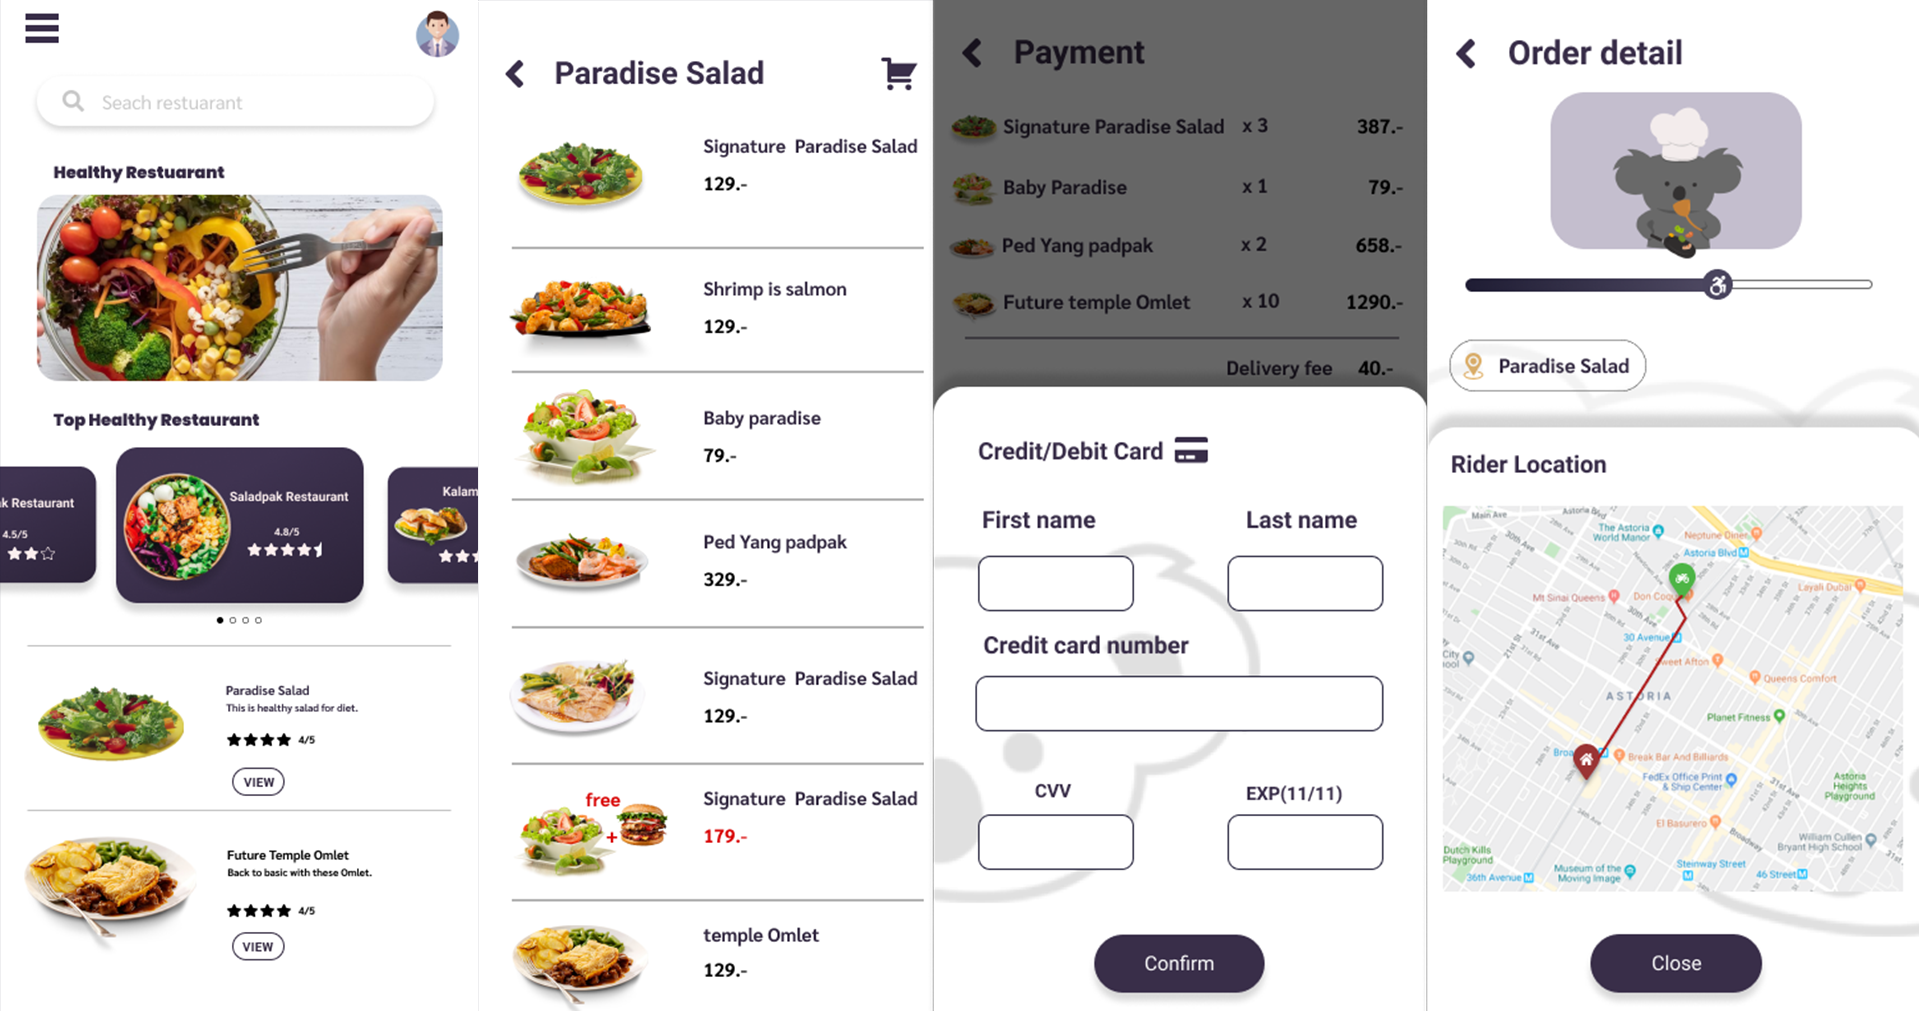 Seach restuarant
Healthy Restuarant
Top Healthy Restaurant
k Restaurant
4.5/5
Saladpak Restaurant
4.8/5
Kalam
Paradise Salad
This is healthy salad for diet.
4/5
VIEW
Future Temple Omlet
Back to basic with these Omlet.
4/5
VIEW
Paradise Salad
Signature Paradise Salad
129.-
Shrimp is salmon
129.-
Baby paradise
79.-
Ped Yang padpak
329.-
Signature Paradise Salad
129.-
free
+
Signature Paradise Salad
179.-
temple Omlet
129.-
Payment
Signature Paradise Salad x 3 387.-
Baby Paradise x 1 79.-
Ped Yang padpak x 2 658.-
Future temple Omlet x 10 1290.-
Delivery fee 40.-
Credit/Debit Card
First name Last name
Credit card number
CVV EXP(11/11)
Confirm
Order detail
Paradise Salad
Rider Location
Main Ave
Astoria Blvd
The Astoria
World Manor
Neptune Diner
Astoria Blvd
30th Ave
Layali Dubai
Mt Sinai Queens
Don Coq
30 Avenue
Sweet Afton
Queens Comfort
ASTORIA
Planet Fitness
31st Ave
Broa
Break Bar And Billiards
FedEx Office Print
& Ship Center
Astoria
Heights
Playground
El Basurero
Broadway
William Cullen
Bryant High School
Dutch Kills
Playground
36th Avenue
Museum of the
Moving Image
Steinway Street
46 Street
Close